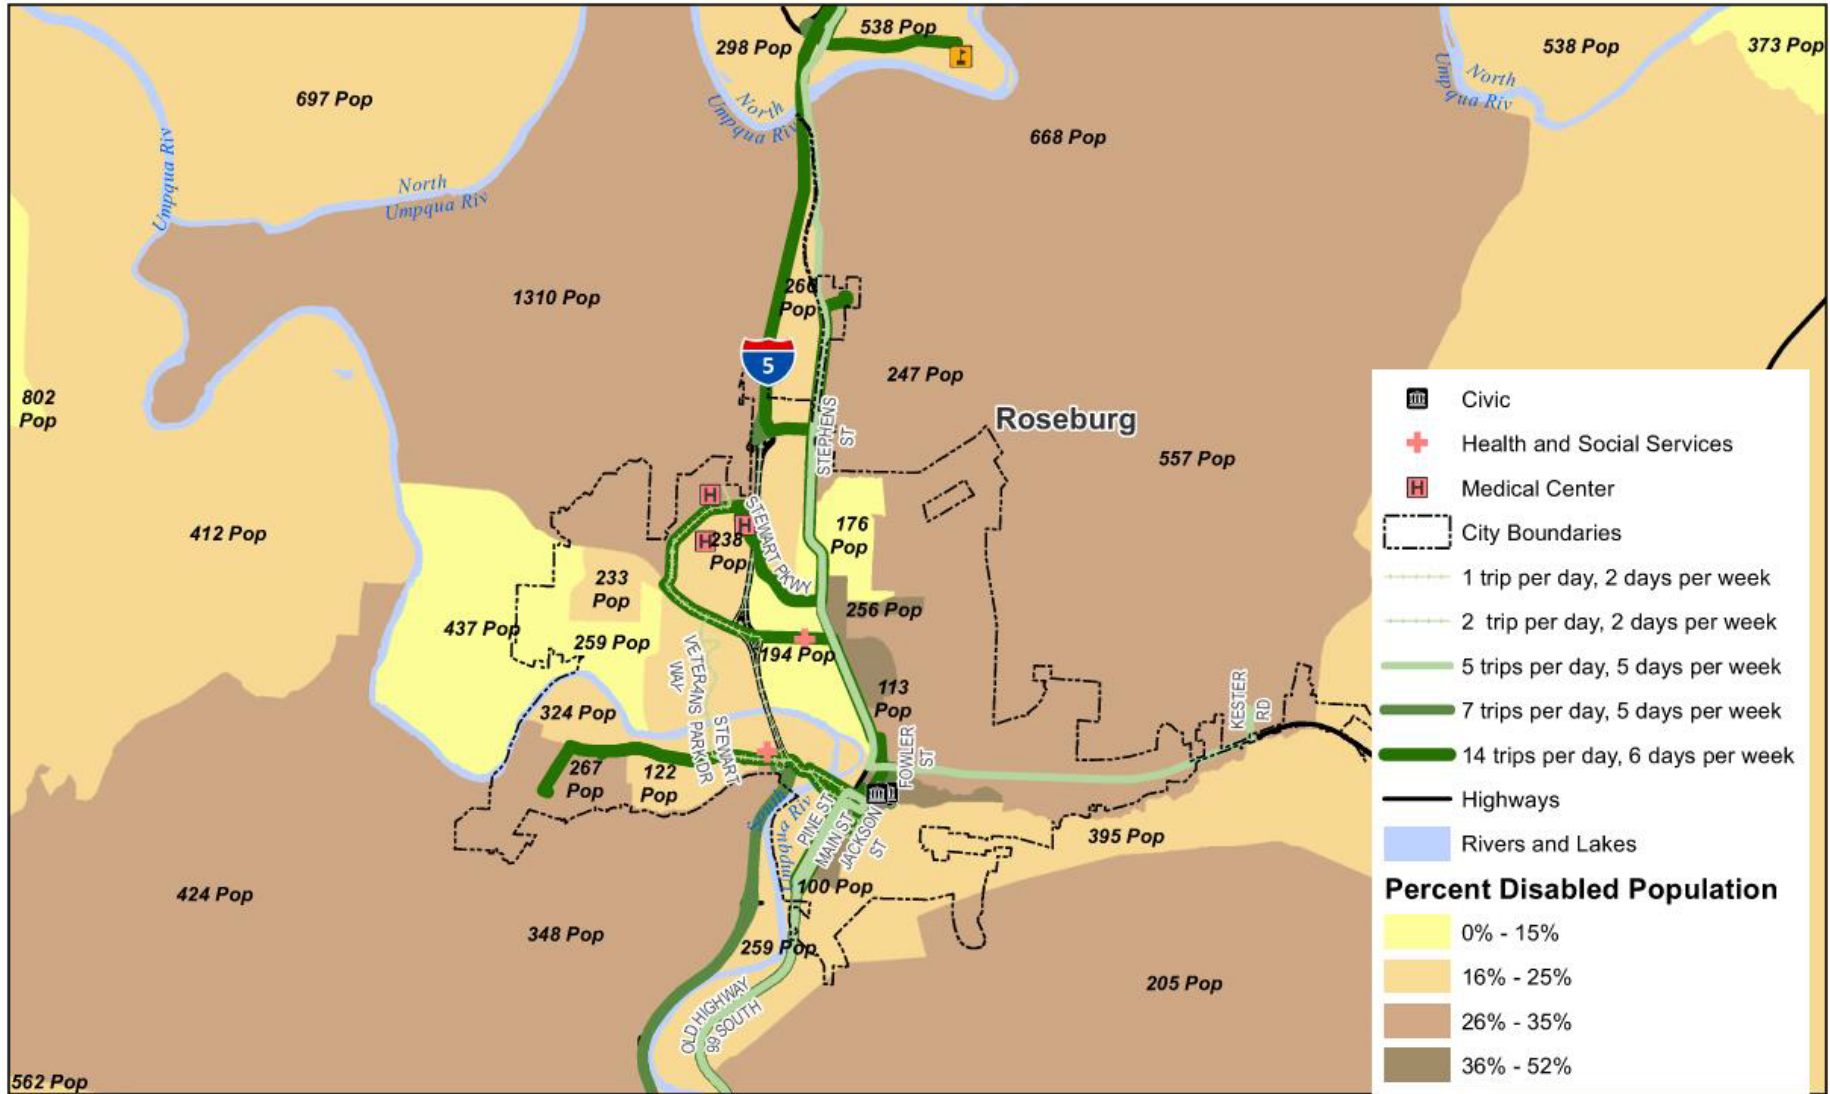 538 Pop
298 Pop
538 Pop
373 Pop
North
Umpqua Riv
697 Pop
North
Umpqua Riv
668 Pop
Umpqua Riv
North
Umpqua Riv
1310 Pop
266
Pop
5
247 Pop
802
Pop
Roseburg
STEPHENS
ST
557 Pop
H
H
H
STEWART PKWY
412 Pop
176
Pop
238
Pop
233
Pop
256 Pop
437 Pop
259 Pop
194 Pop
VETERANS
WAY
113
Pop
KESTER
RD
324 Pop
STEWART
PARK DR
FOWLER
ST
267
Pop
122
Pop
South
Umpqua Riv
PINE ST
MAIN ST
JACKSON
ST
395 Pop
424 Pop
100 Pop
348 Pop
259 Pop
205 Pop
OLD HIGHWAY
99 SOUTH
562 Pop
Civic
Health and Social Services
H
Medical Center
City Boundaries
1 trip per day, 2 days per week
2 trip per day, 2 days per week
5 trips per day, 5 days per week
7 trips per day, 5 days per week
14 trips per day, 6 days per week
Highways
Rivers and Lakes
Percent Disabled Population
0% - 15%
16% - 25%
26% - 35%
36% - 52%